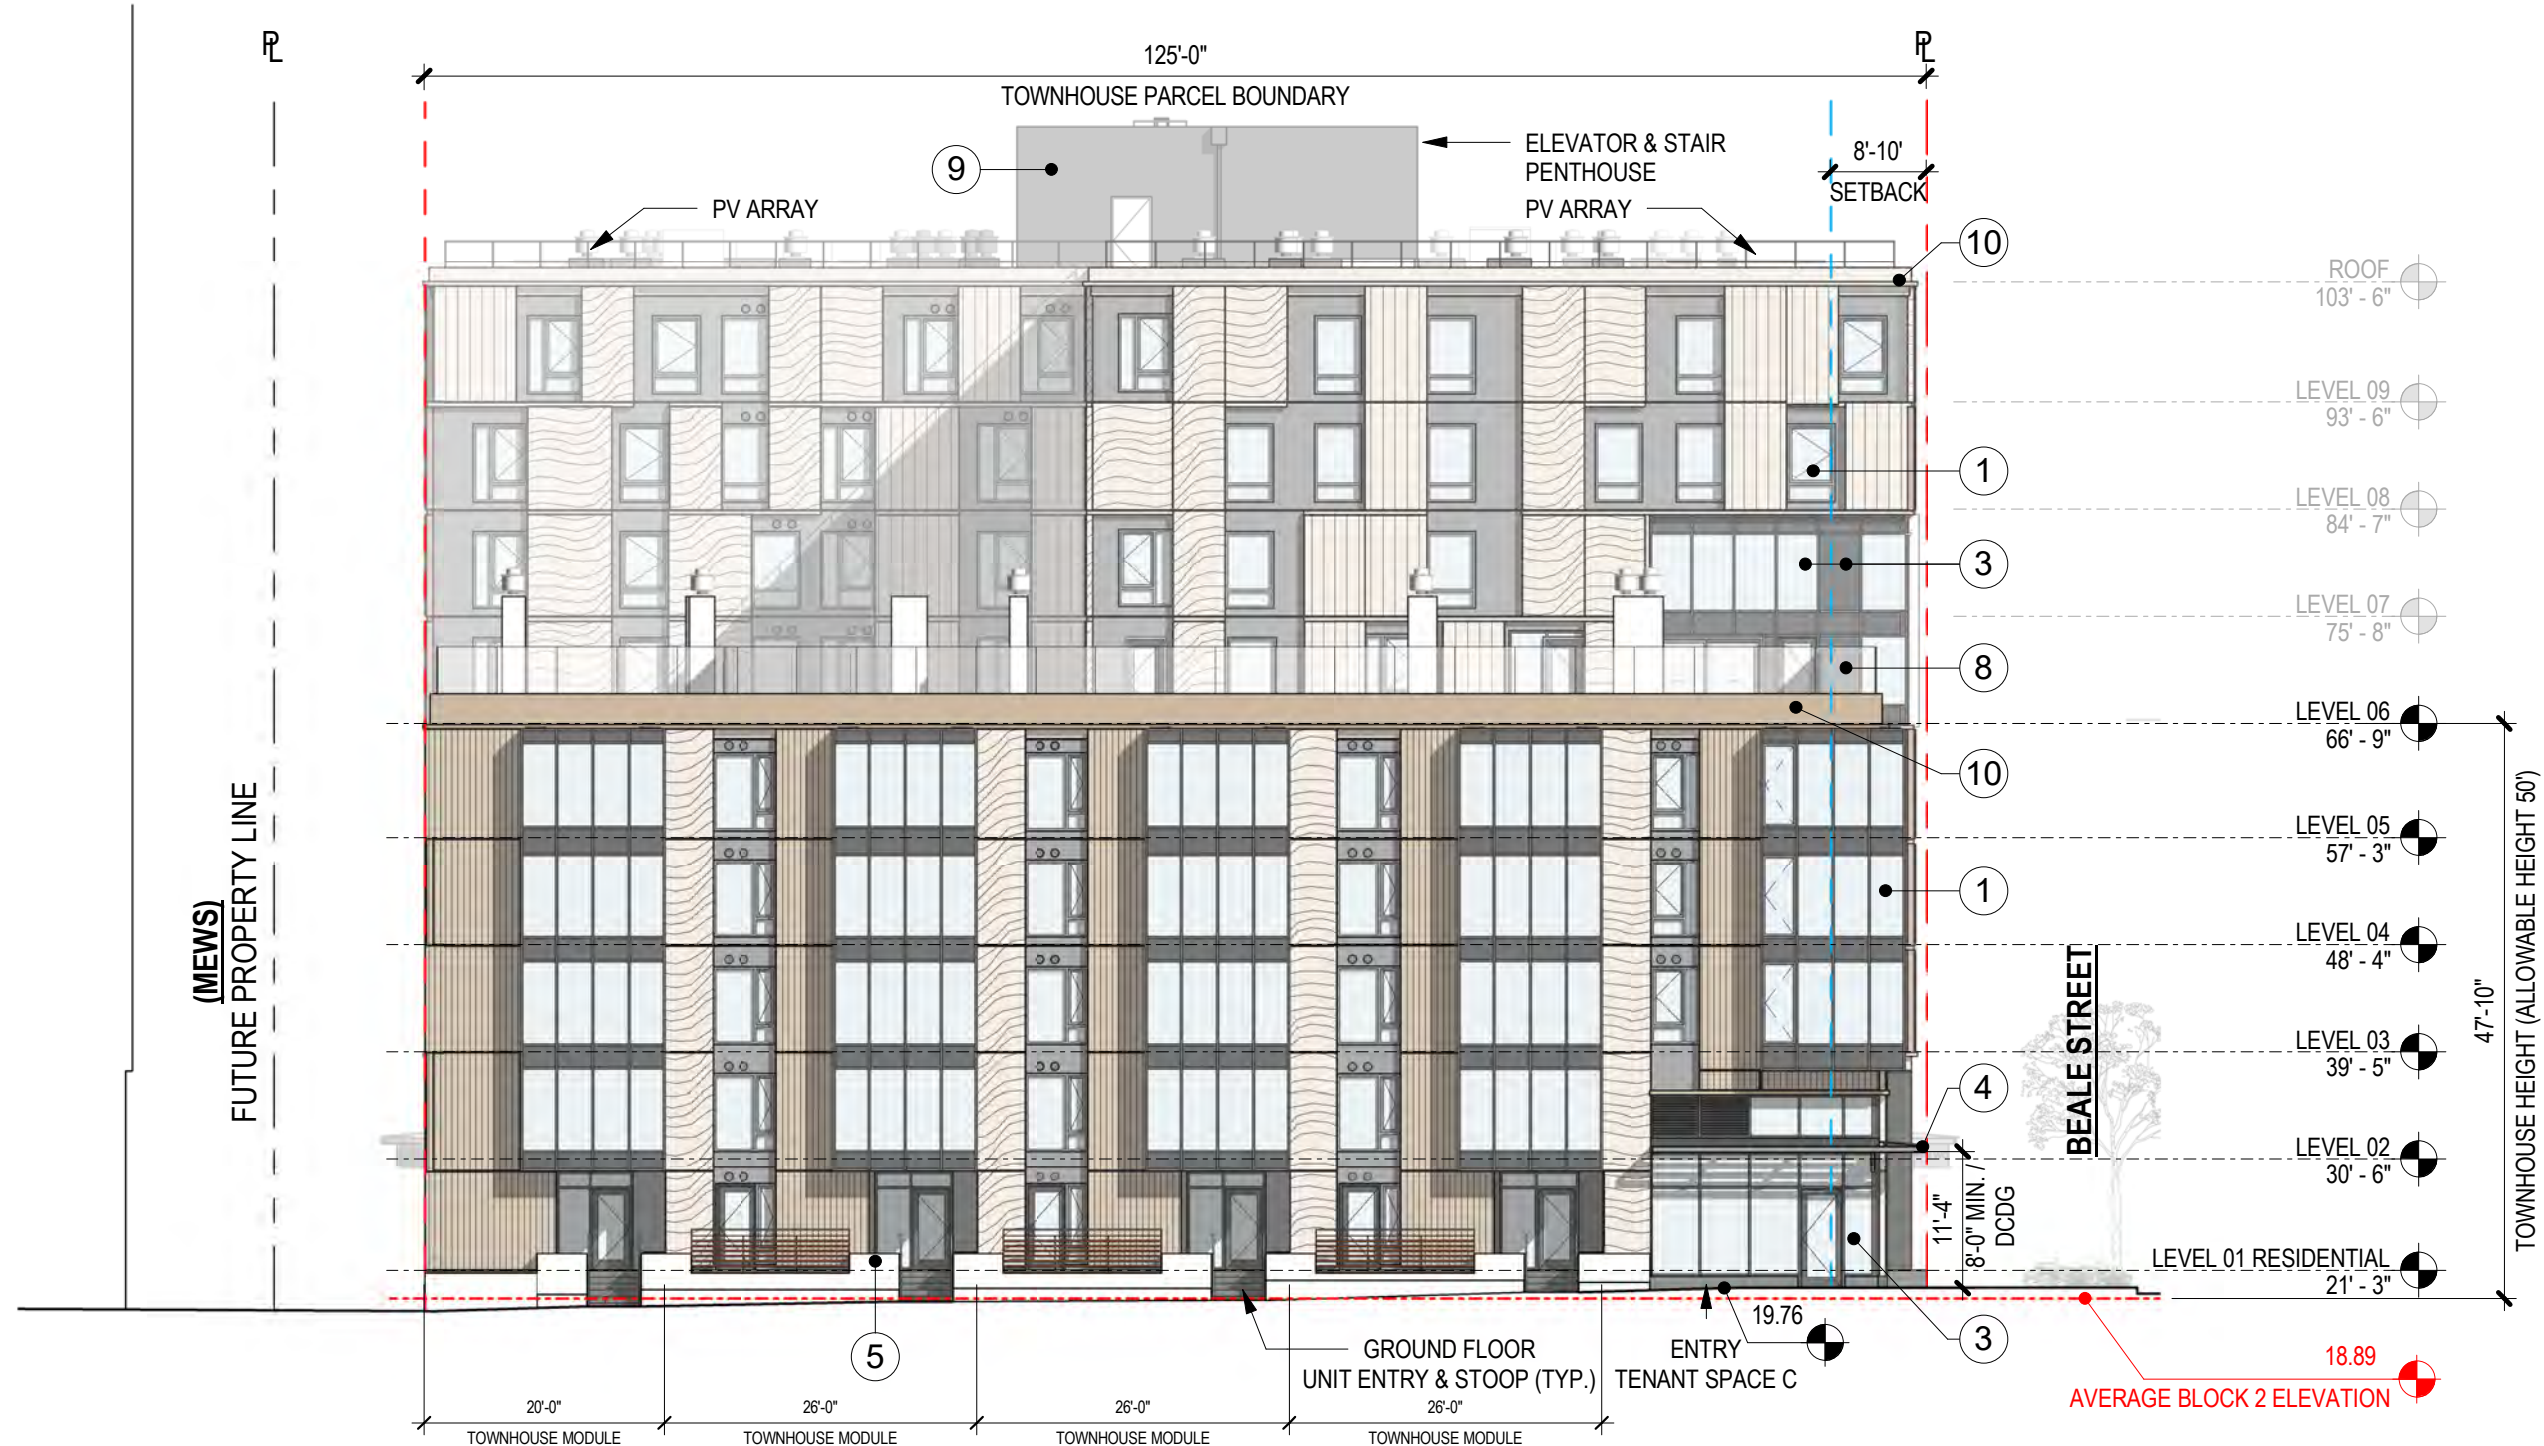 PL
PL
125'-0"
TOWNHOUSE PARCEL BOUNDARY
ELEVATOR & STAIR
PENTHOUSE
8'-10'
SETBACK
9
PV ARRAY
PV ARRAY
10
ROOF
103' - 6"
LEVEL 09
93' - 6"
1
LEVEL 08
84' - 7"
3
LEVEL 07
75' - 8"
8
LEVEL 06
66' - 9"
10
LEVEL 05
57' - 3"
1
LEVEL 04
48' - 4"
LEVEL 03
39' - 5"
4
LEVEL 02
30' - 6"
LEVEL 01 RESIDENTIAL
21' - 3"
(MEWS)
FUTURE PROPERTY LINE
BEALE STREET
47'-10"
TOWNHOUSE HEIGHT (ALLOWABLE HEIGHT 50')
11'-4"
8'-0" MIN. /
DCDG
19.76
3
5
GROUND FLOOR
UNIT ENTRY & STOOP (TYP.)
ENTRY
TENANT SPACE C
18.89
AVERAGE BLOCK 2 ELEVATION
20'-0"
TOWNHOUSE MODULE
26'-0"
TOWNHOUSE MODULE
26'-0"
TOWNHOUSE MODULE
26'-0"
TOWNHOUSE MODULE